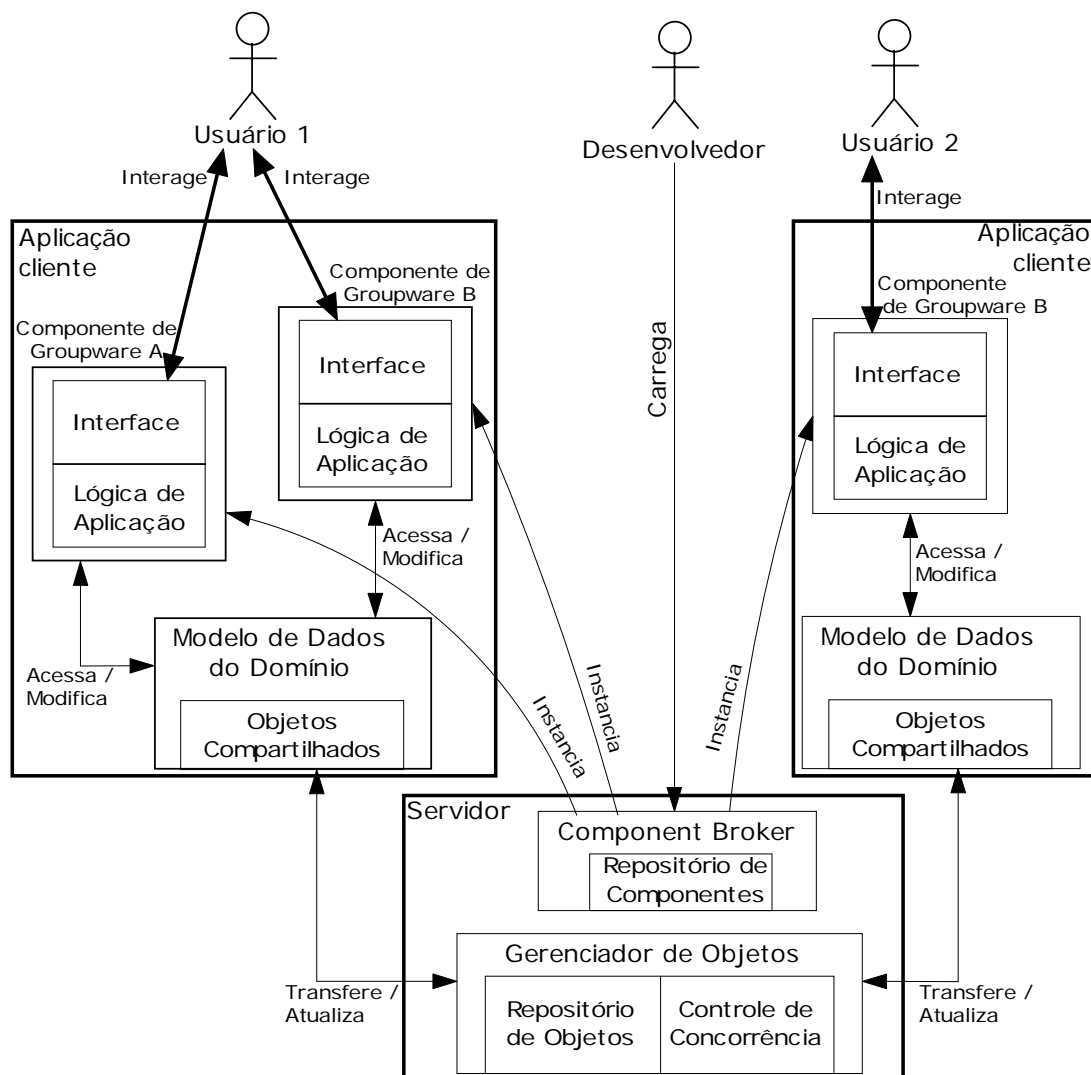 Usuário 1
Desenvolvedor
Usuário 2
Interage
Interage
Interage
Aplicação
cliente
Aplicação
cliente
Componente de
Groupware B
Componente
de Groupware B
Componente de
Groupware A
Interface
Lógica de
Aplicação
Interface
Lógica de
Aplicação
Carrega
Interface
Lógica de
Aplicação
Acessa /
Modifica
Acessa /
Modifica
Acessa /
Modifica
Modelo de Dados
do Domínio
Objetos
Compartilhados
Modelo de Dados
do Domínio
Objetos
Compartilhados
Instancia
Instancia
Instancia
Servidor
Component Broker
Repositório de
Componentes
Gerenciador de Objetos
Repositório
de Objetos
Controle de
Concorrência
Transfere /
Atualiza
Transfere /
Atualiza